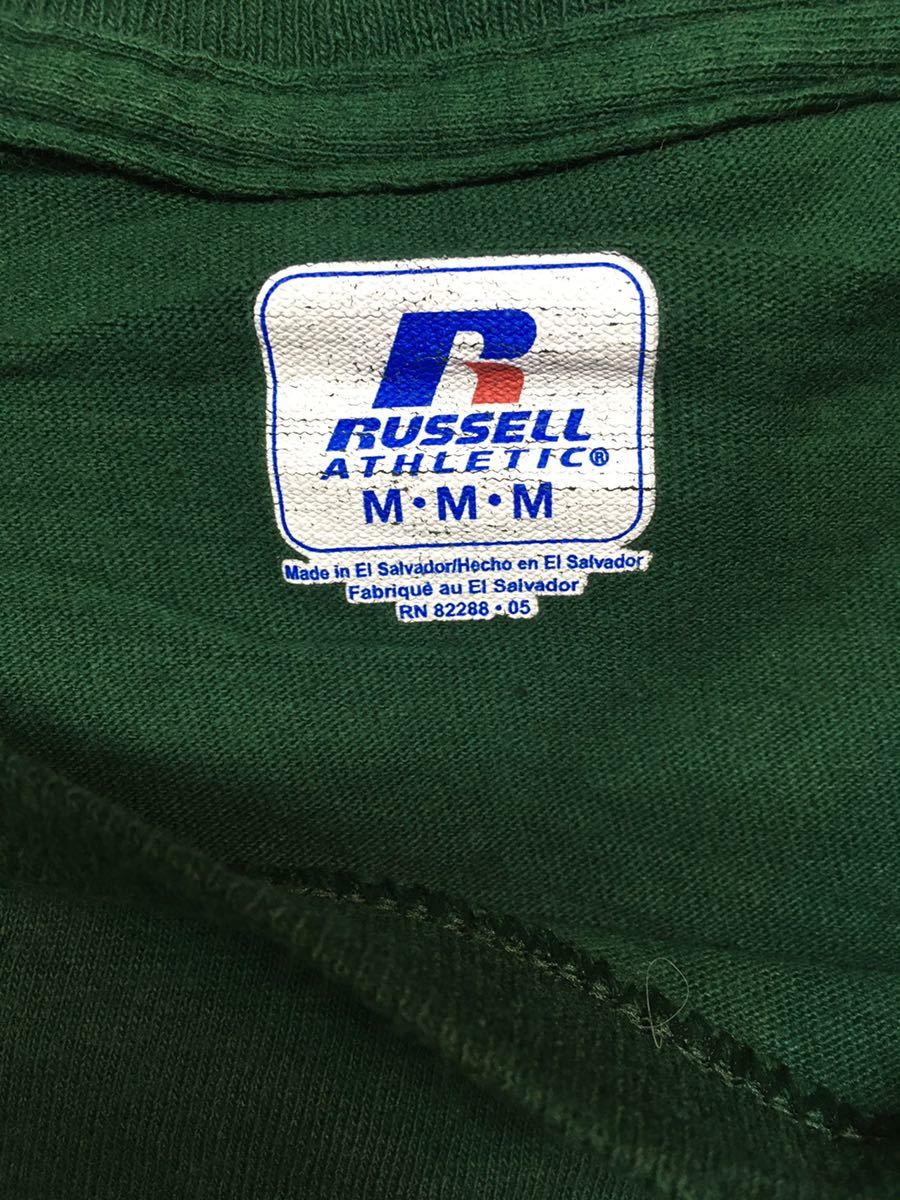 R
RUSSELL
ATHLETIC®
M•M•M
Made in El Salvador/Hecho en El Salvador
Fabriqué au El Salvador
RN 82288 • 05